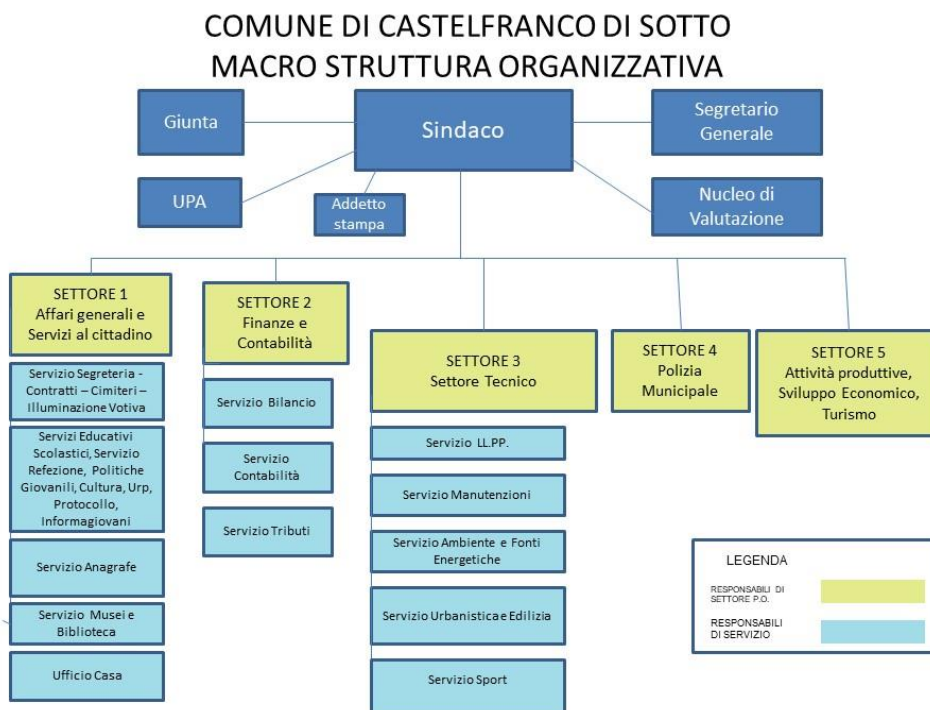 COMUNE DI CASTELFRANCO DI SOTTO
MACRO STRUTTURA ORGANIZZATIVA
Giunta
Sindaco
Segretario
Generale
UPA
Addetto
stampa
Nucleo di
Valutazione
SETTORE 1
Affari generali e
Servizi al cittadino
Servizio Segreteria -
Contratti – Cimiteri –
Illuminazione Votiva
Servizi Educativi
Scolastici, Servizio
Refezione, Politiche
Giovanili, Cultura, Urp,
Protocollo,
Informagiovani
Servizio Anagrafe
Servizio Musei e
Biblioteca
Ufficio Casa
SETTORE 2
Finanze e
Contabilità
Servizio Bilancio
Servizio
Contabilità
Servizio Tributi
SETTORE 3
Settore Tecnico
Servizio LL.PP.
Servizio Manutenzioni
Servizio Ambiente e Fonti
Energetiche
Servizio Urbanistica e Edilizia
Servizio Sport
SETTORE 4
Polizia
Municipale
SETTORE 5
Attività produttive,
Sviluppo Economico,
Turismo
LEGENDA
RESPONSABILI DI
SETTORE P.O.
RESPONSABILI
DI SERVIZIO